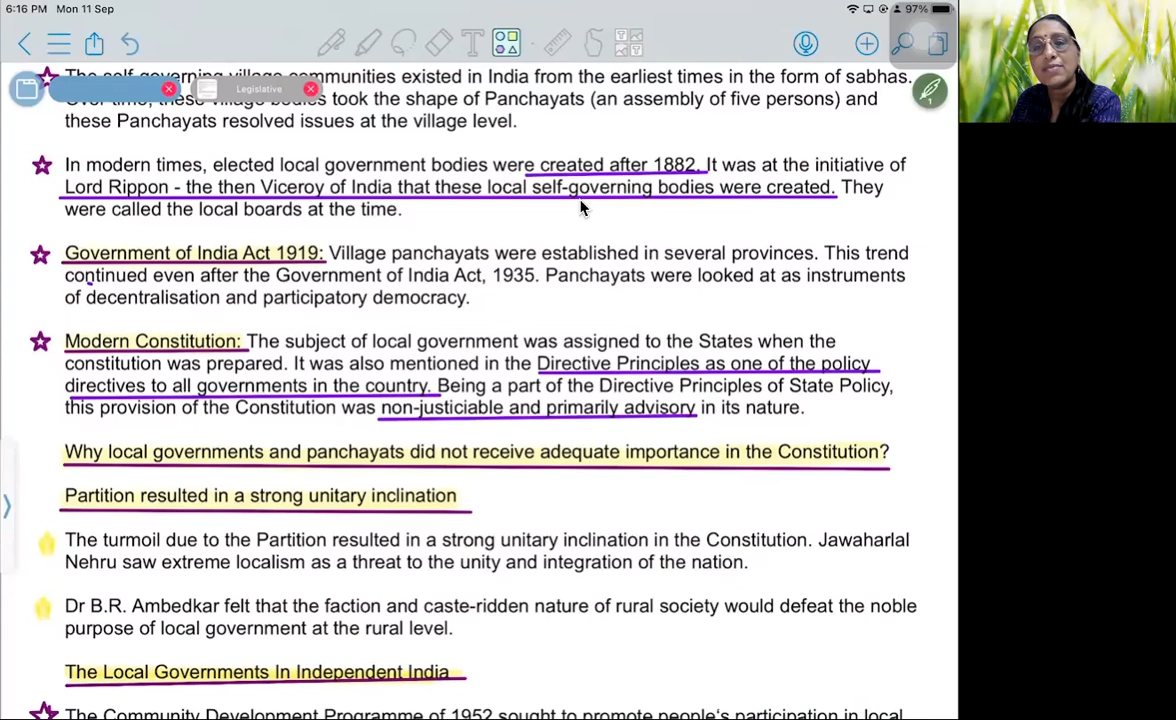 6:16 PM Mon 11 Sep
97%
The self-governing village communities existed in India from the earliest times in the form of sabhas.
Legislative
Over time, these village bodies took the shape of Panchayats (an assembly of five persons) and
these Panchayats resolved issues at the village level.
In modern times, elected local government bodies were created after 1882. It was at the initiative of
Lord Rippon - the then Viceroy of India that these local self-governing bodies were created. They
were called the local boards at the time.
Government of India Act 1919: Village panchayats were established in several provinces. This trend
continued even after the Government of India Act, 1935. Panchayats were looked at as instruments
of decentralisation and participatory democracy.
Modern Constitution: The subject of local government was assigned to the States when the
constitution was prepared. It was also mentioned in the Directive Principles as one of the policy
directives to all governments in the country. Being a part of the Directive Principles of State Policy,
this provision of the Constitution was non-justiciable and primarily advisory in its nature.
Why local governments and panchayats did not receive adequate importance in the Constitution?
Partition resulted in a strong unitary inclination
The turmoil due to the Partition resulted in a strong unitary inclination in the Constitution. Jawaharlal
Nehru saw extreme localism as a threat to the unity and integration of the nation.
Dr B.R. Ambedkar felt that the faction and caste-ridden nature of rural society would defeat the noble
purpose of local government at the rural level.
The Local Governments In Independent India
The Community Development Programme of 1952 sought to promote people's participation in local